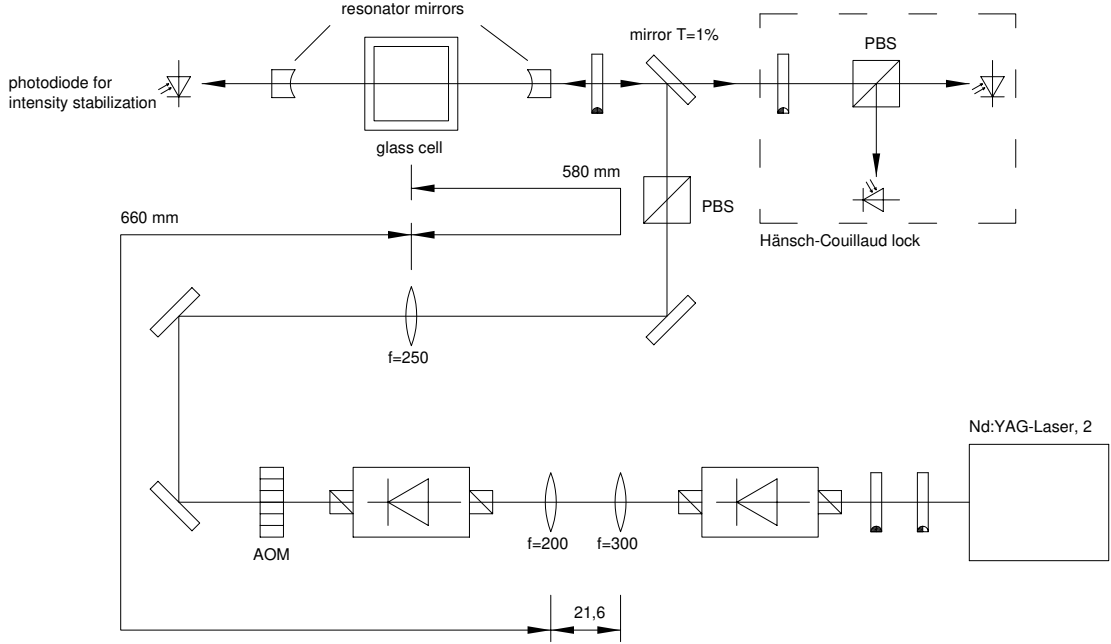 resonator mirrors
mirror T=1%
PBS
photodiode for
intensity stabilization
glass cell
580 mm
PBS
660 mm
Hänsch-Couillaud lock
f=250
Nd:YAG-Laser, 2
AOM
f=200
f=300
21,6